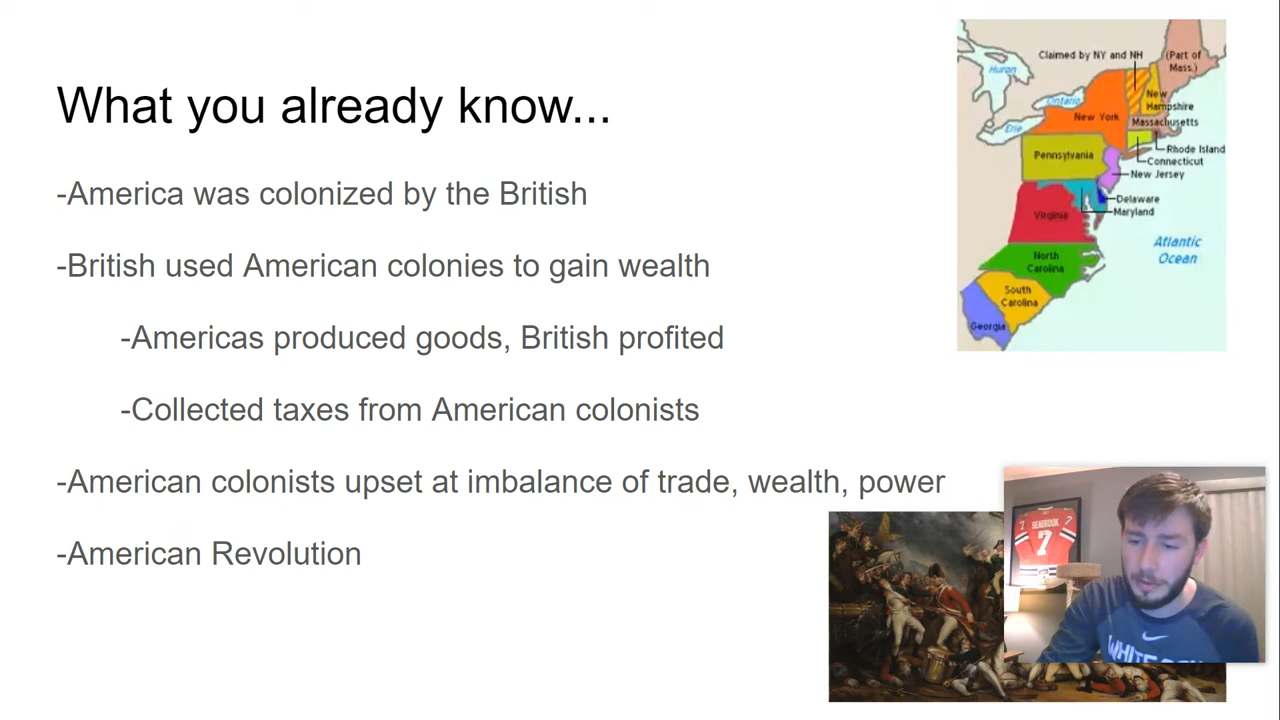 What you already know...
-America was colonized by the British
-British used American colonies to gain wealth
-Americas produced goods, British profited
-Collected taxes from American colonists
-American colonists upset at imbalance of trade, wealth, power
-American Revolution
Claimed by NY and NH
(Part of
Mass.)
Huron
Ontario
Erie
New
Hampshire
New York
Massachusetts
Rhode Island
Connecticut
Pennsylvania
New Jersey
Delaware
Maryland
Virginia
Atlantic
Ocean
North
Carolina
South
Carolina
Georgia
7 SEABROOK 7
7